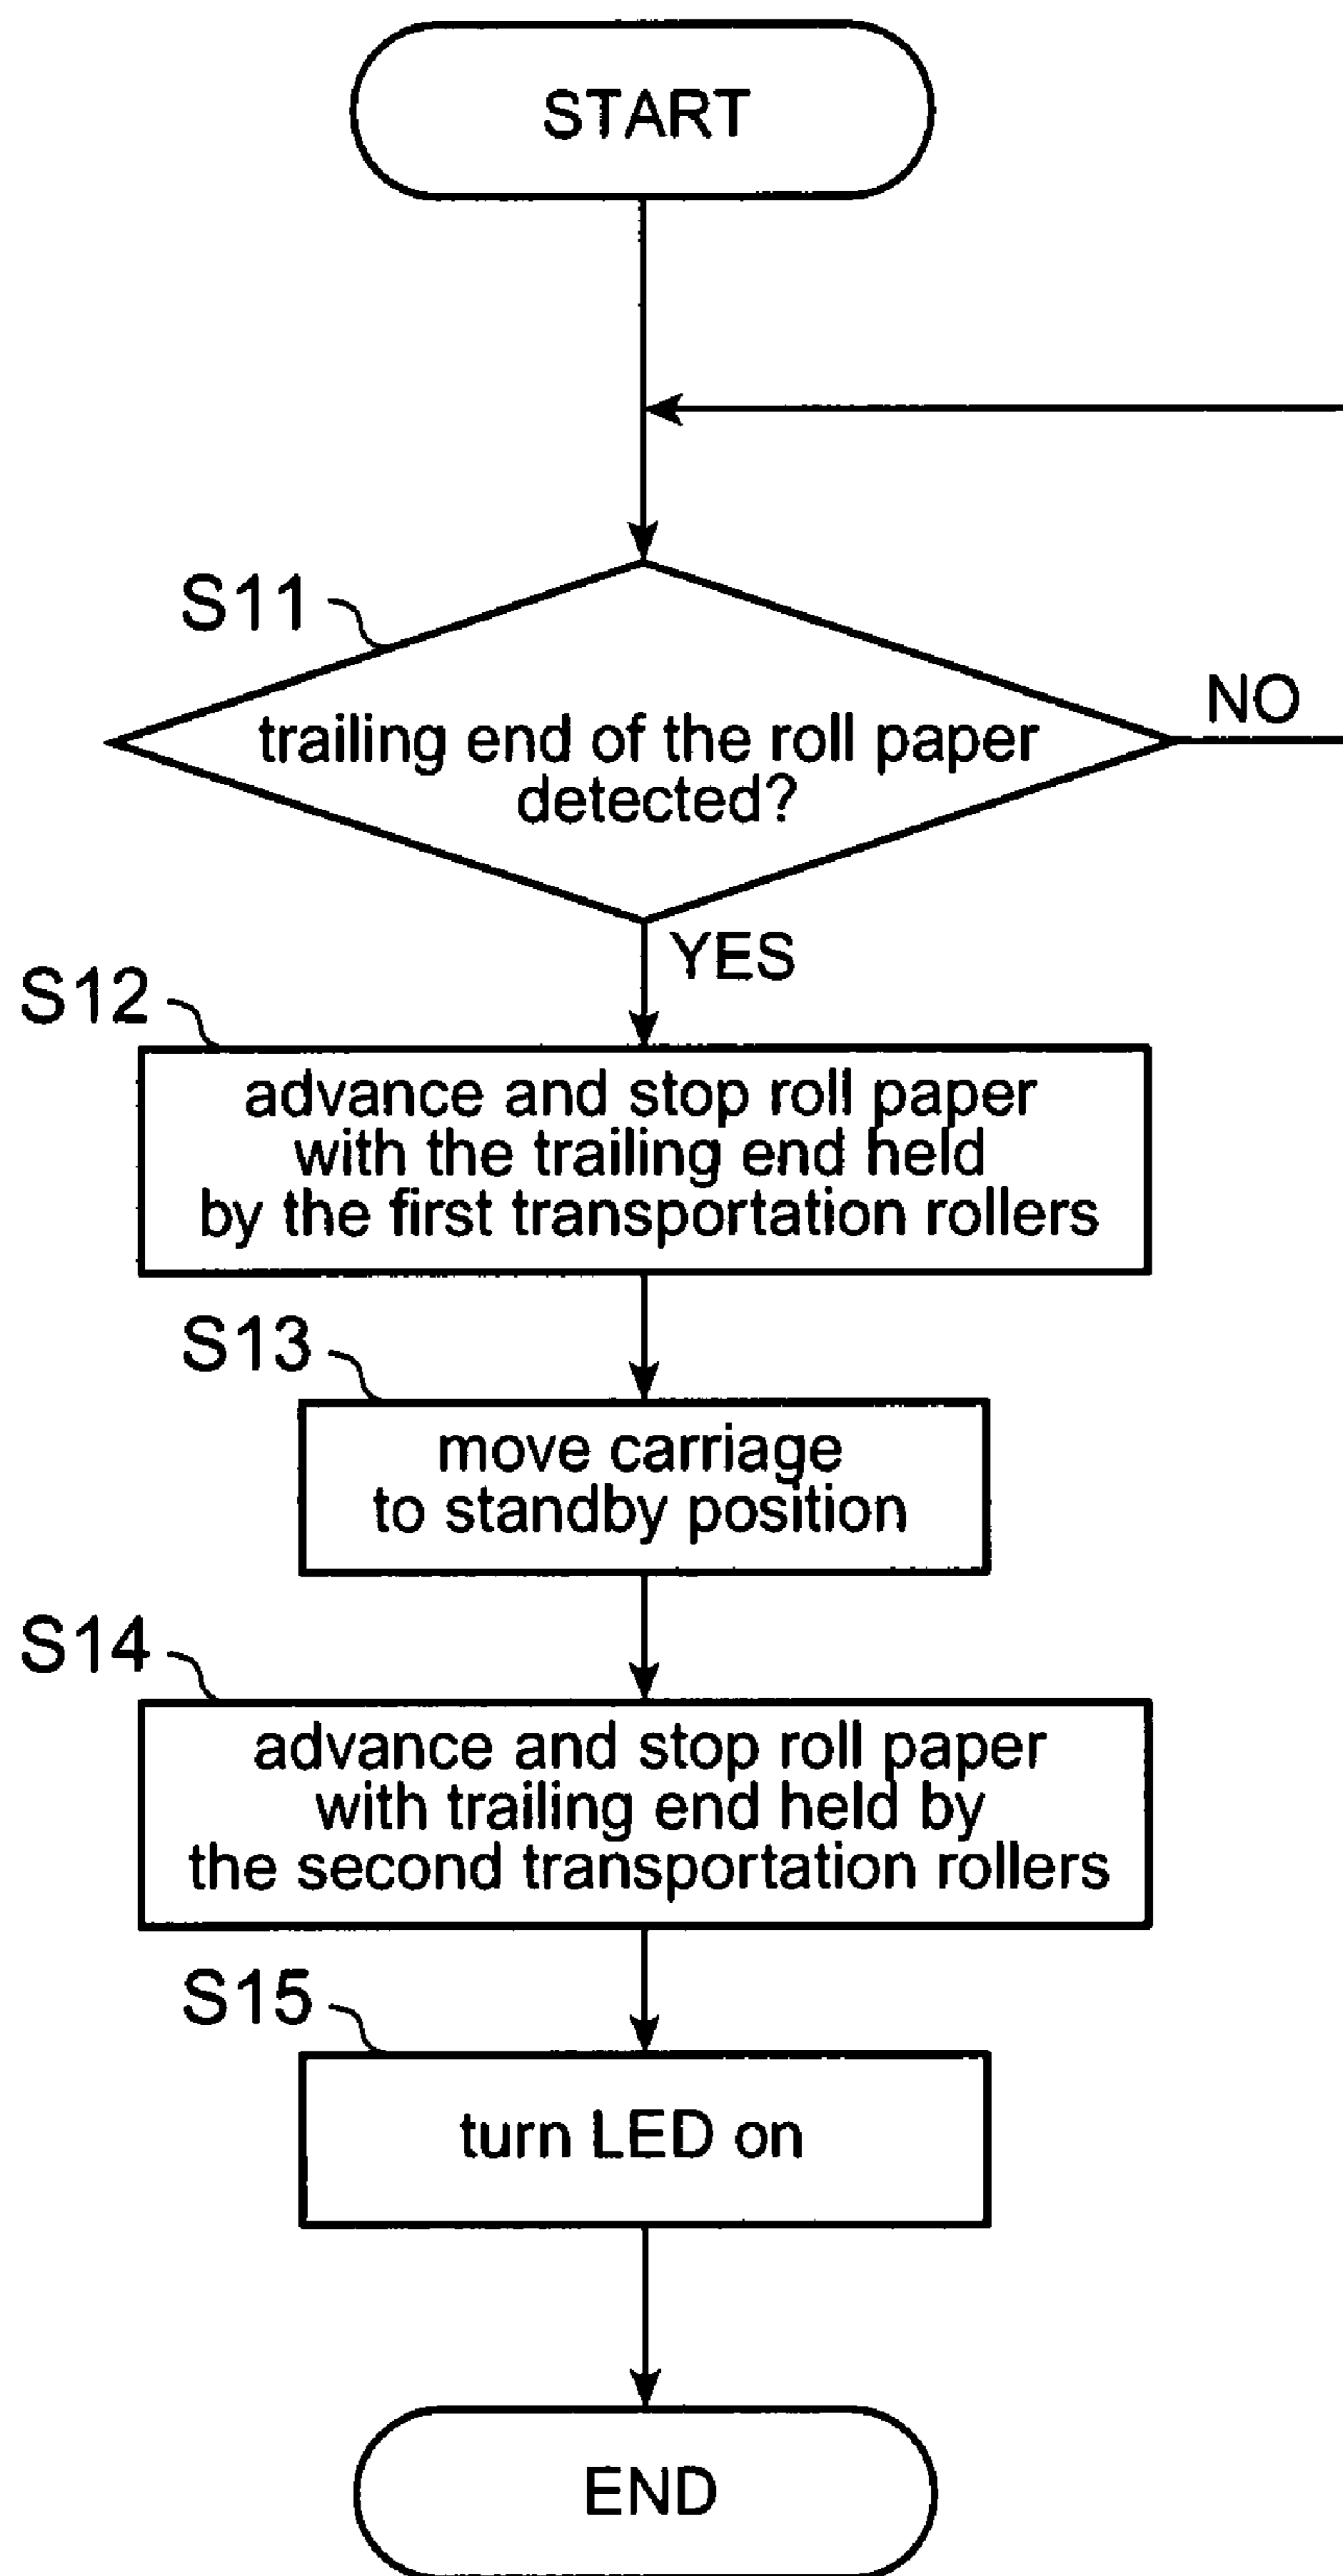 START
S11
trailing end of the roll paper
detected?
NO
YES
S12
advance and stop roll paper
with the trailing end held
by the first transportation rollers
S13
move carriage
to standby position
S14
advance and stop roll paper
with trailing end held by
the second transportation rollers
S15
turn LED on
END